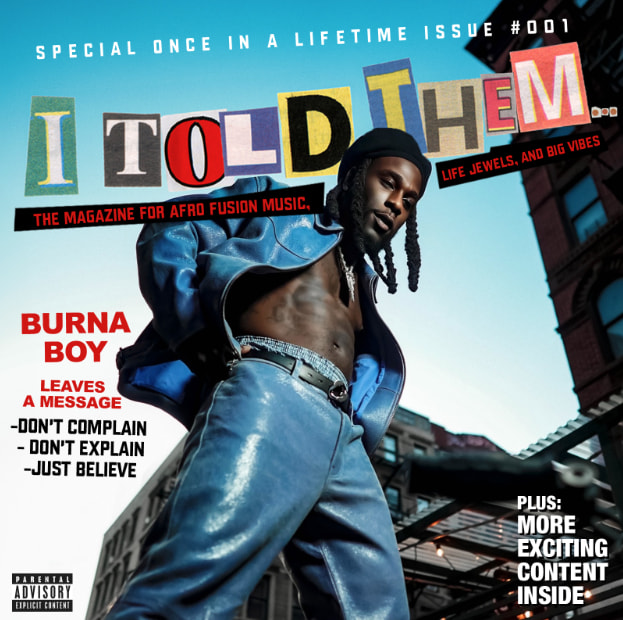 SPECIAL ONCE IN A LIFETIME ISSUE #001
I TOLD THEM...
THE MAGAZINE FOR AFRO FUSION MUSIC,
LIFE JEWELS, AND BIG VIBES
BURNA
BOY
LEAVES
A MESSAGE
-DON'T COMPLAIN
- DON'T EXPLAIN
-JUST BELIEVE
PLUS:
MORE
EXCITING
CONTENT
INSIDE
PARENTAL
ADVISORY
EXPLICIT CONTENT